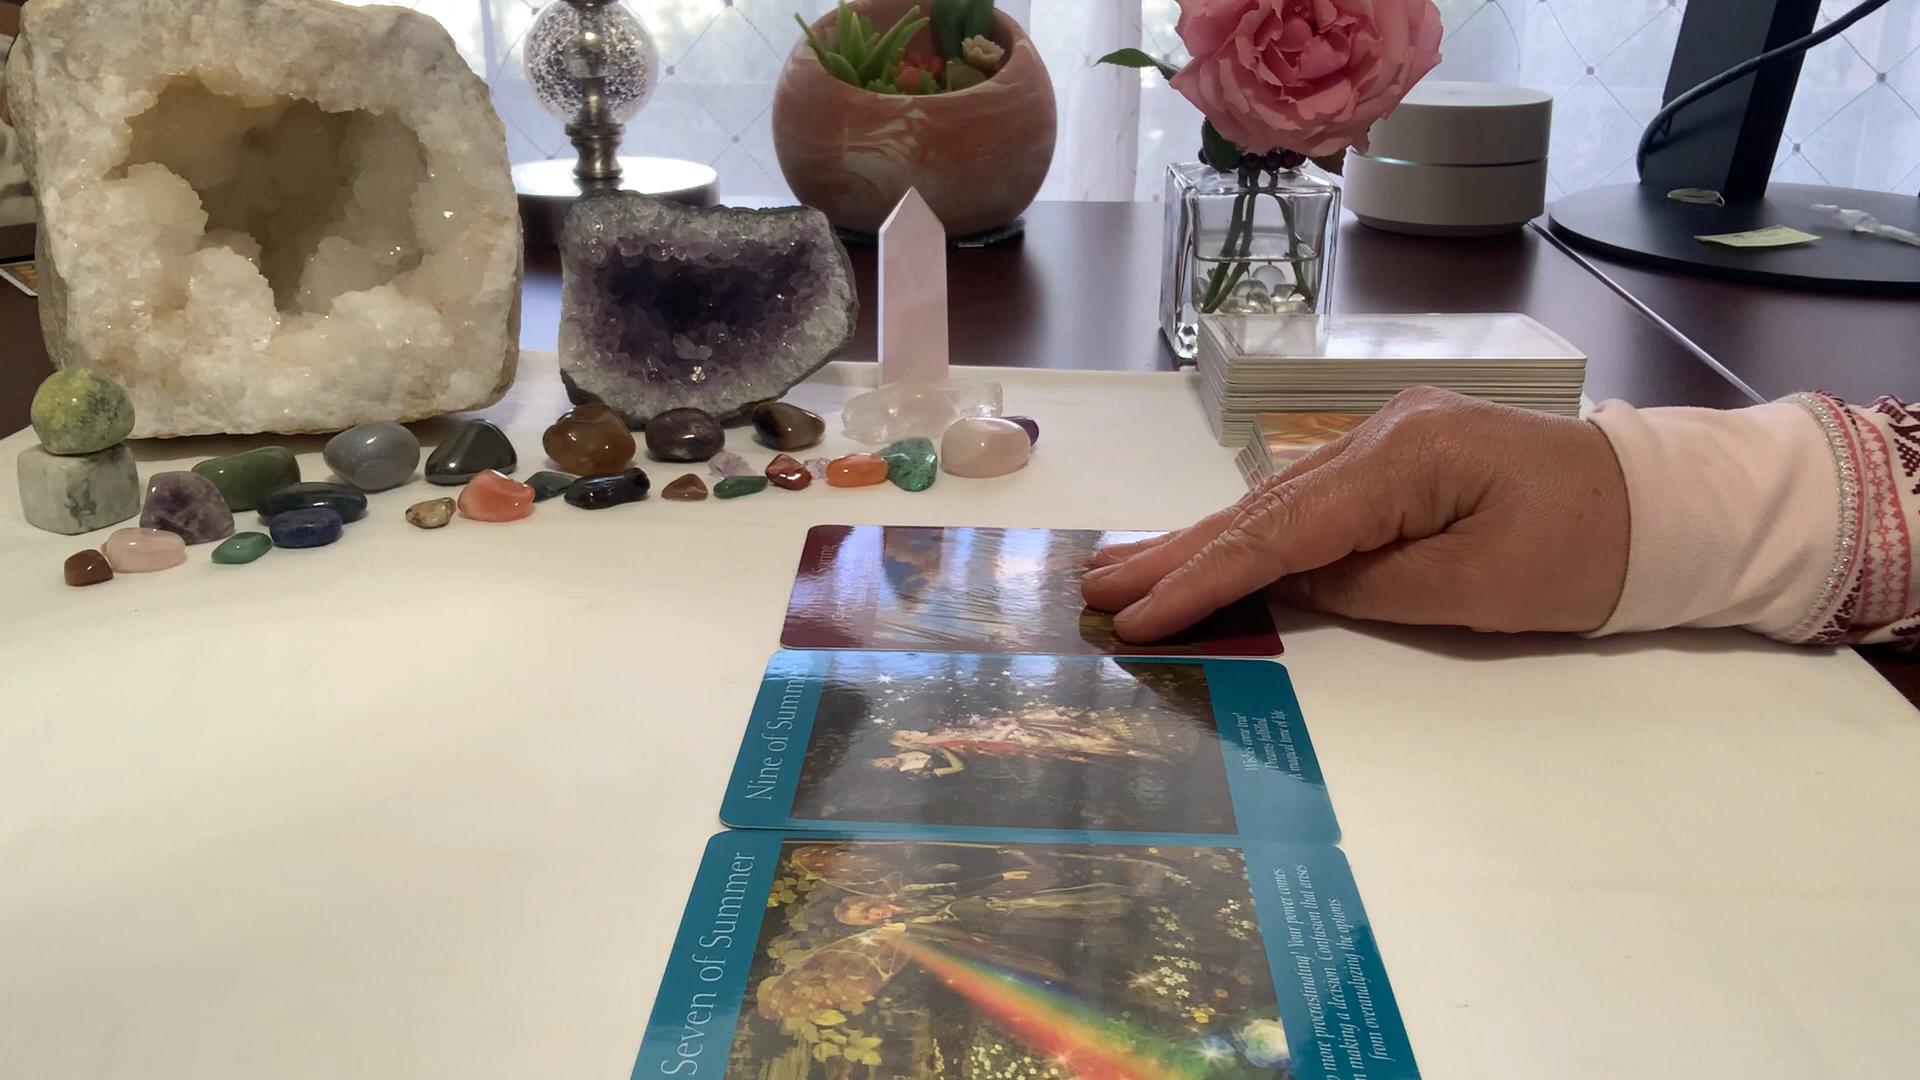 Nine of Summer
Wishes come true!
Dreams fulfilled.
A magical time of life.
Seven of Summer
more procrastinating! Your power comes
making a decision. Confusion that arises
from overanalyzing the options